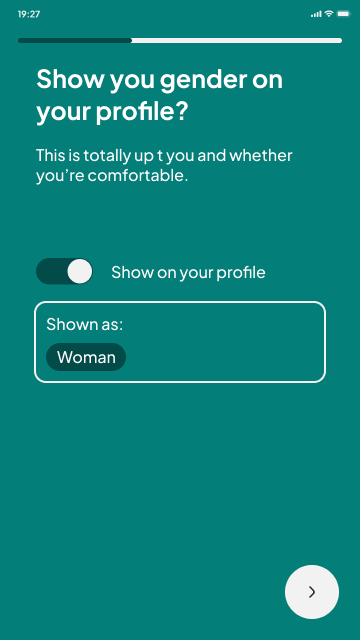 19:27
Show you gender on
your profile?
This is totally up t you and whether
you're comfortable.
Show on your profile
Shown as:
Woman